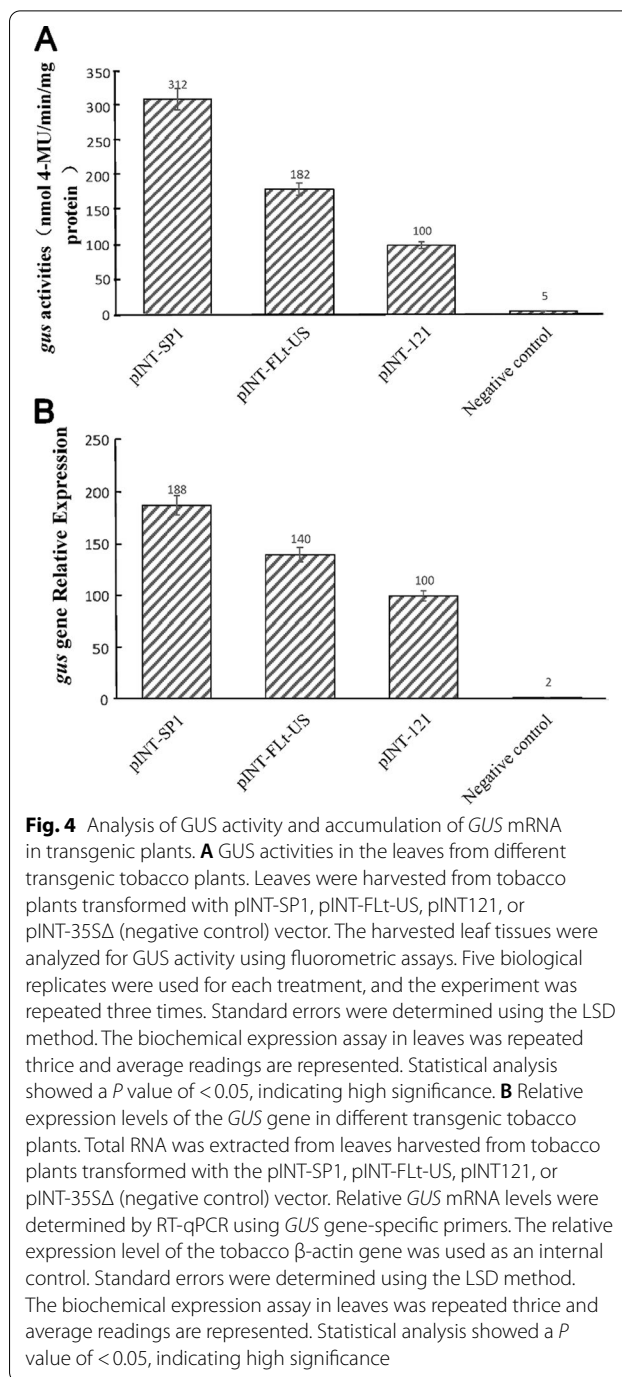 A
gus activities (nmol 4-MU/min/mg
protein )
350
300
250
200
150
100
50
0
312
182
100
5
pINT-SP1
pINT-FLt-US
pINT-121
Negative control
B
gus gene Relative Expression
250
200
150
100
50
0
188
140
100
2
pINT-SP1
pINT-FLt-US
pINT-121
Negative control
Fig. 4 Analysis of GUS activity and accumulation of GUS mRNA
in transgenic plants. A GUS activities in the leaves from different
transgenic tobacco plants. Leaves were harvested from tobacco
plants transformed with pINT-SP1, pINT-FLt-US, pINT121, or
pINT-35SΔ (negative control) vector. The harvested leaf tissues were
analyzed for GUS activity using fluorometric assays. Five biological
replicates were used for each treatment, and the experiment was
repeated three times. Standard errors were determined using the LSD
method. The biochemical expression assay in leaves was repeated
thrice and average readings are represented. Statistical analysis
showed a P value of < 0.05, indicating high significance. B Relative
expression levels of the GUS gene in different transgenic tobacco
plants. Total RNA was extracted from leaves harvested from tobacco
plants transformed with the pINT-SP1, pINT-FLt-US, pINT121, or
pINT-35SΔ (negative control) vector. Relative GUS mRNA levels were
determined by RT-qPCR using GUS gene-specific primers. The relative
expression level of the tobacco β-actin gene was used as an internal
control. Standard errors were determined using the LSD method.
The biochemical expression assay in leaves was repeated thrice and
average readings are represented. Statistical analysis showed a P
value of < 0.05, indicating high significance